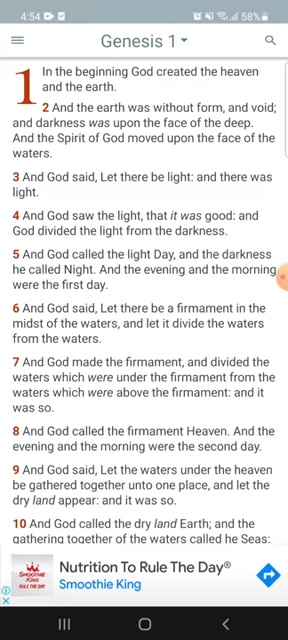 4:54 58%
Genesis 1
1 In the beginning God created the heaven
and the earth.
2 And the earth was without form, and void;
and darkness was upon the face of the deep.
And the Spirit of God moved upon the face of the
waters.
3 And God said, Let there be light: and there was
light.
4 And God saw the light, that it was good: and
God divided the light from the darkness.
5 And God called the light Day, and the darkness
he called Night. And the evening and the morning
were the first day.
6 And God said, Let there be a firmament in the
midst of the waters, and let it divide the waters
from the waters.
7 And God made the firmament, and divided the
waters which were under the firmament from the
waters which were above the firmament: and it
was so.
8 And God called the firmament Heaven. And the
evening and the morning were the second day.
9 And God said, Let the waters under the heaven
be gathered together unto one place, and let the
dry land appear: and it was so.
10 And God called the dry land Earth; and the
gathering together of the waters called he Seas:
SMOOTHIE
KING
RULE THE DAY
Nutrition To Rule The Day®
Smoothie King